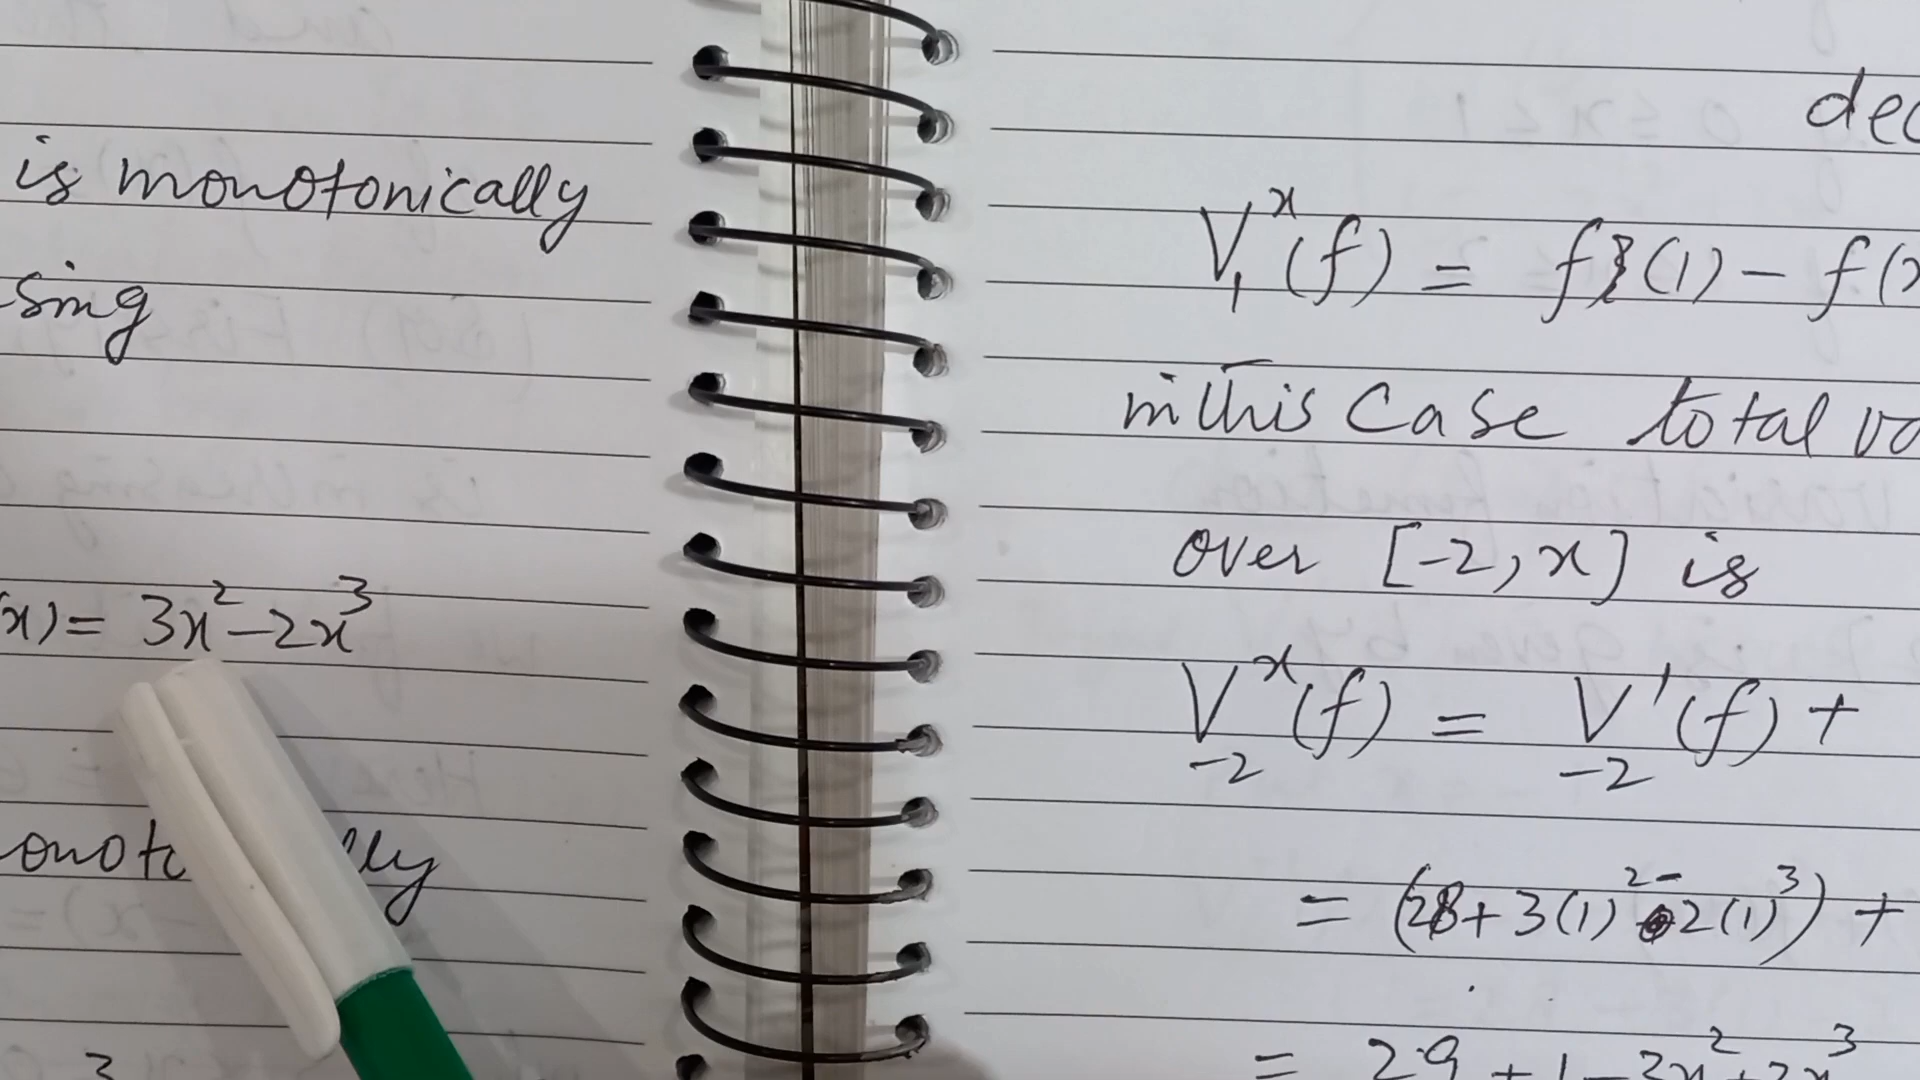 is monotonically
sing
x) = 3x² - 2x³
lly
3
dec
V₁ˣ(f) = f(1) - f(x
in this Case total va
over [-2, x] is
V₋₂ˣ(f) = V₋₂¹(f) +
= (28 + 3(1)² - 2(1)³) +
= 29 + 1 - 3x² + 2x³